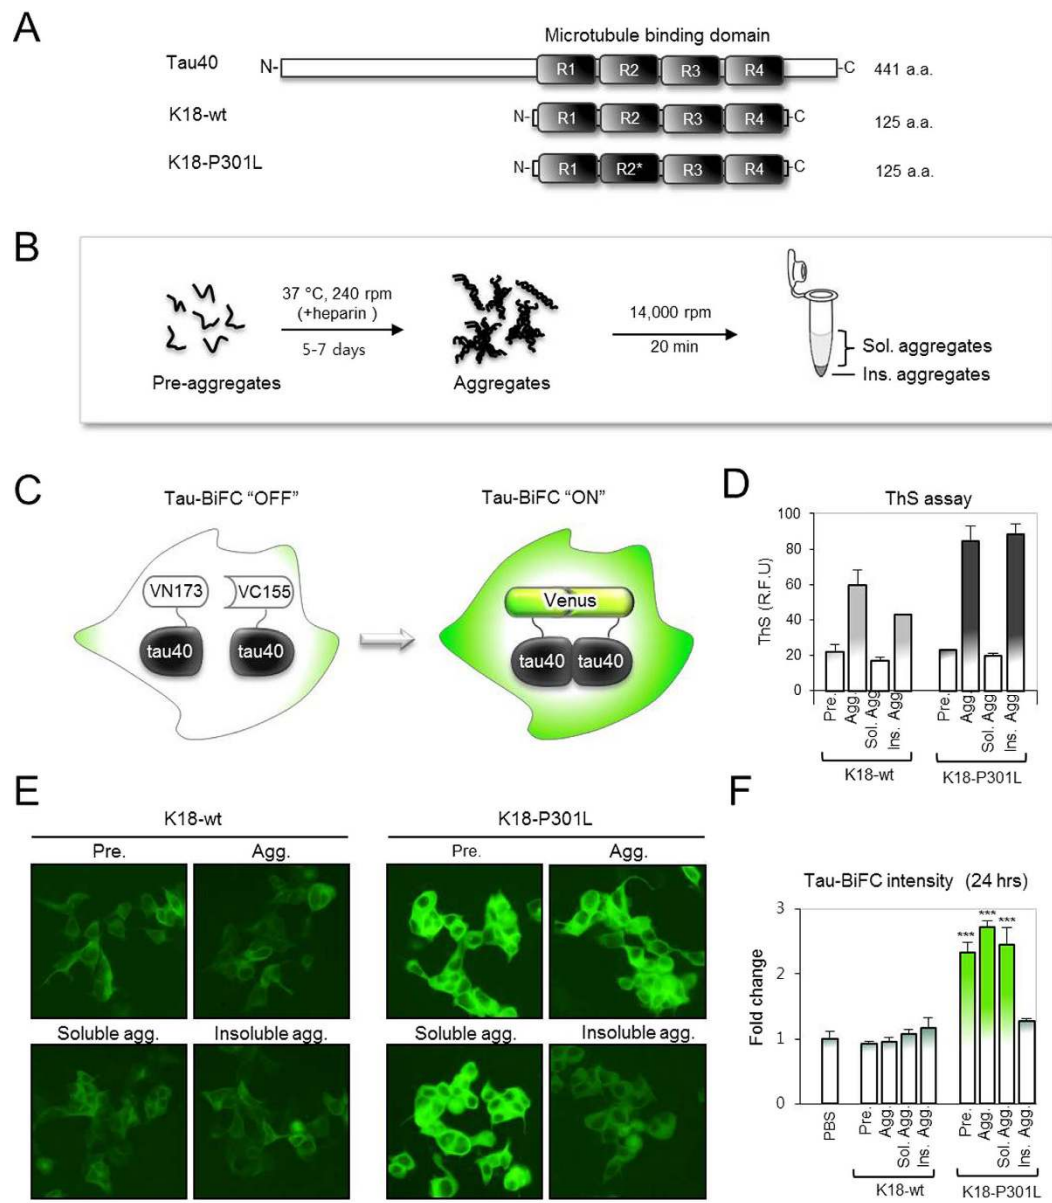 A
Microtubule binding domain
Tau40 N- R1 R2 R3 R4 -C 441 a.a.
K18-wt N- R1 R2 R3 R4 -C 125 a.a.
K18-P301L N- R1 R2* R3 R4 -C 125 a.a.
B
37 °C, 240 rpm
(+heparin )
5-7 days
14,000 rpm
20 min
Pre-aggregates
Aggregates
Sol. aggregates
Ins. aggregates
C
Tau-BiFC “OFF”
Tau-BiFC “ON”
VN173 VC155
tau40 tau40
Venus
tau40 tau40
D
ThS assay
ThS (R.F.U)
100
80
60
40
20
0
Pre. Agg. Sol. Agg Ins. Agg Pre. Agg Sol. Agg Ins. Agg
K18-wt K18-P301L
E
K18-wt K18-P301L
Pre. Agg. Pre. Agg.
Soluble agg. Insoluble agg. Soluble agg. Insoluble agg.
F
Tau-BiFC intensity (24 hrs)
Fold change
3
2
1
0
*** *** ***
PBS Pre. Agg. Sol. Agg. Ins. Agg. Pre. Agg. Sol. Agg. Ins. Agg.
K18-wt K18-P301L